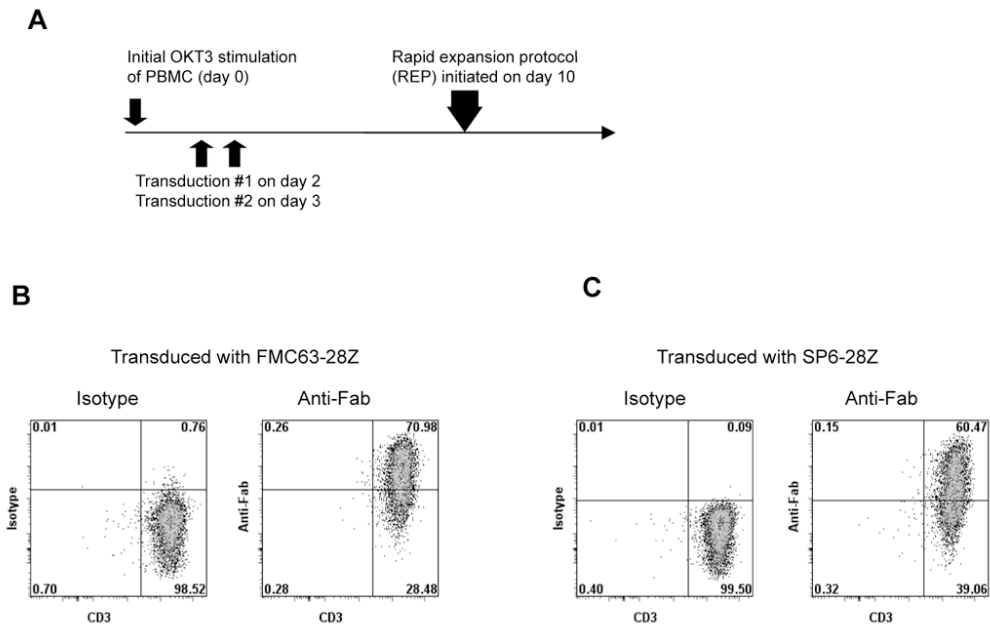 A
Initial OKT3 stimulation
of PBMC (day 0)
Rapid expansion protocol
(REP) initiated on day 10
Transduction #1 on day 2
Transduction #2 on day 3
B
Transduced with FMC63-28Z
Isotype
Anti-Fab
0.01
0.76
Isotype
0.70
98.52
CD3
0.26
70.98
Anti-Fab
0.28
28.48
CD3
C
Transduced with SP6-28Z
Isotype
Anti-Fab
0.01
0.09
Isotype
0.40
99.50
CD3
0.15
60.47
Anti-Fab
0.32
39.06
CD3